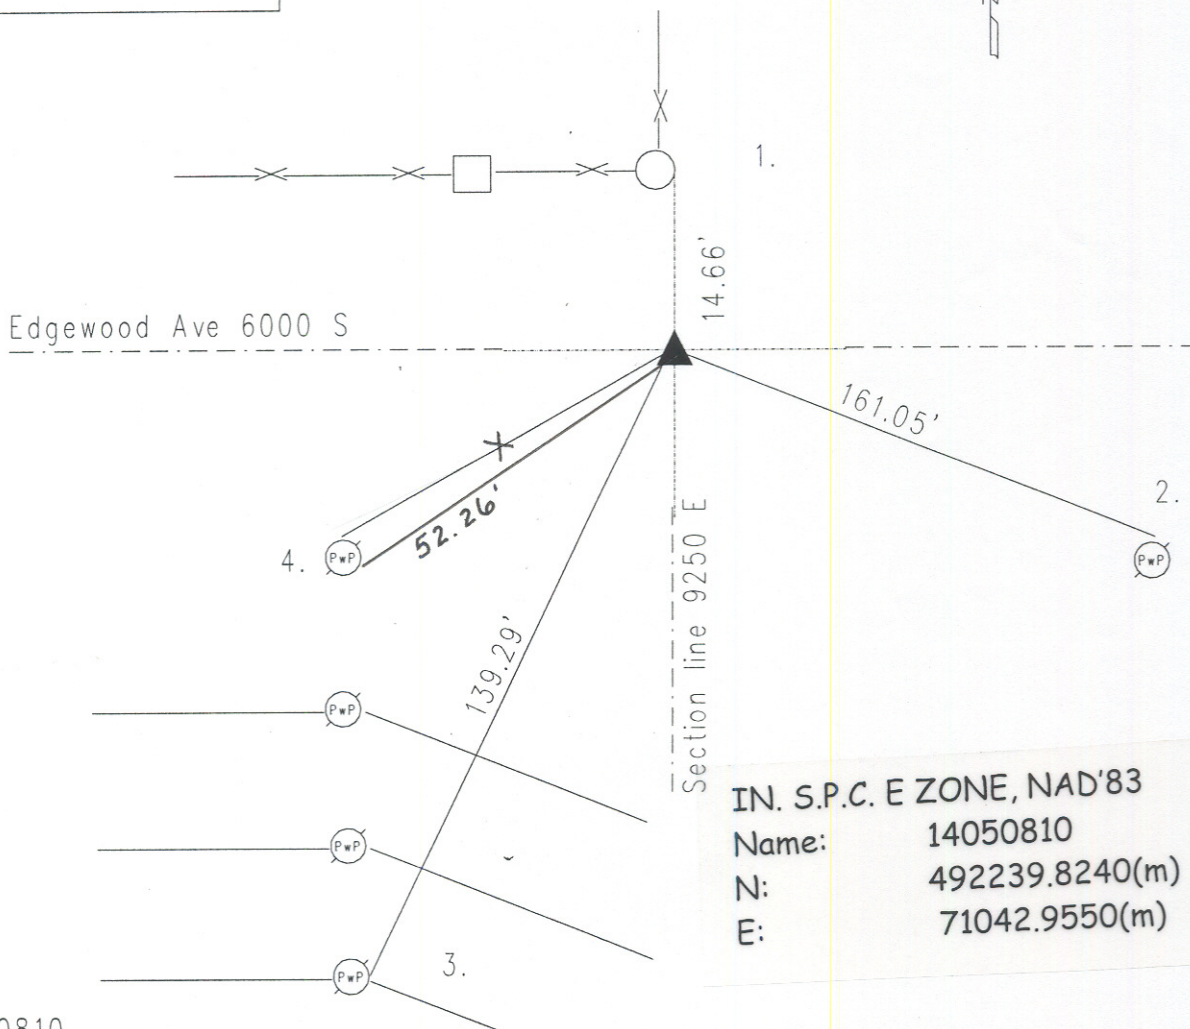 1.
14.66'
Edgewood Ave 6000 S
161.05'
2.
52.26'
4.
PwP
PwP
Section line 9250 E
139.29'
PwP
PwP
PwP
3.
IN. S.P.C. E ZONE, NAD'83
Name: 14050810
N: 492239.8240(m)
E: 71042.9550(m)